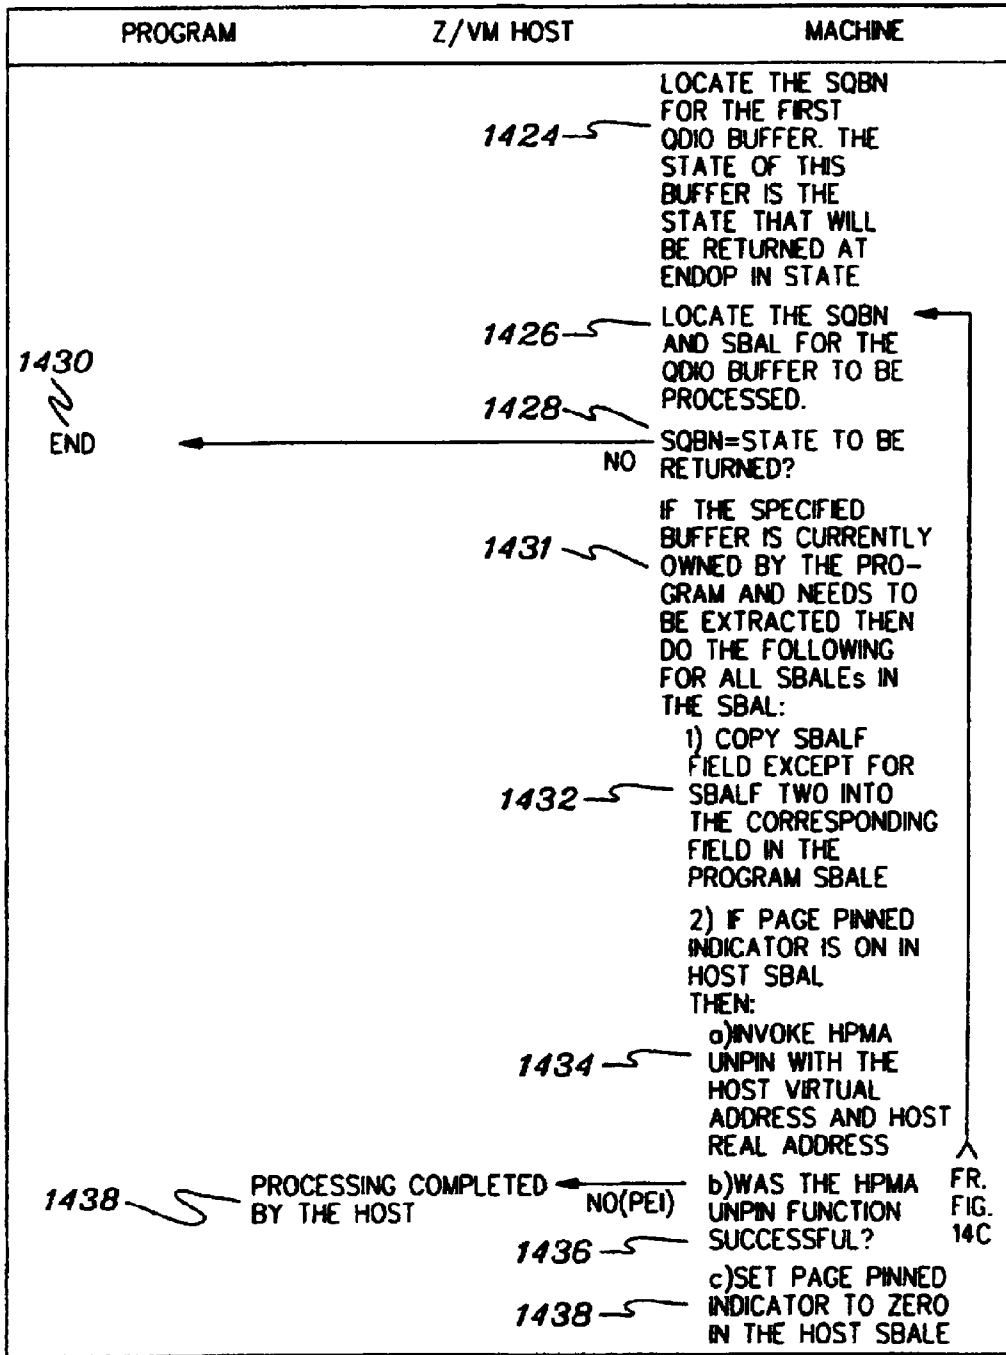 PROGRAM Z/VM HOST MACHINE
1424
LOCATE THE SQBN
FOR THE FIRST
QDIO BUFFER. THE
STATE OF THIS
BUFFER IS THE
STATE THAT WILL
BE RETURNED AT
ENDOP IN STATE
1426
LOCATE THE SQBN
AND SBAL FOR THE
QDIO BUFFER TO BE
PROCESSED.
1430
END
1428
NO
SQBN=STATE TO BE
RETURNED?
1431
IF THE SPECIFIED
BUFFER IS CURRENTLY
OWNED BY THE PRO-
GRAM AND NEEDS TO
BE EXTRACTED THEN
DO THE FOLLOWING
FOR ALL SBALEs IN
THE SBAL:
1432
1) COPY SBALF
FIELD EXCEPT FOR
SBALF TWO INTO
THE CORRESPONDING
FIELD IN THE
PROGRAM SBALE
2) IF PAGE PINNED
INDICATOR IS ON IN
HOST SBAL
THEN:
1434
a)INVOKE HPMA
UNPIN WITH THE
HOST VIRTUAL
ADDRESS AND HOST
REAL ADDRESS
1438
PROCESSING COMPLETED
BY THE HOST
NO(PEI)
1436
b)WAS THE HPMA
UNPIN FUNCTION
SUCCESSFUL?
FR.
FIG.
14C
1438
c)SET PAGE PINNED
INDICATOR TO ZERO
IN THE HOST SBALE